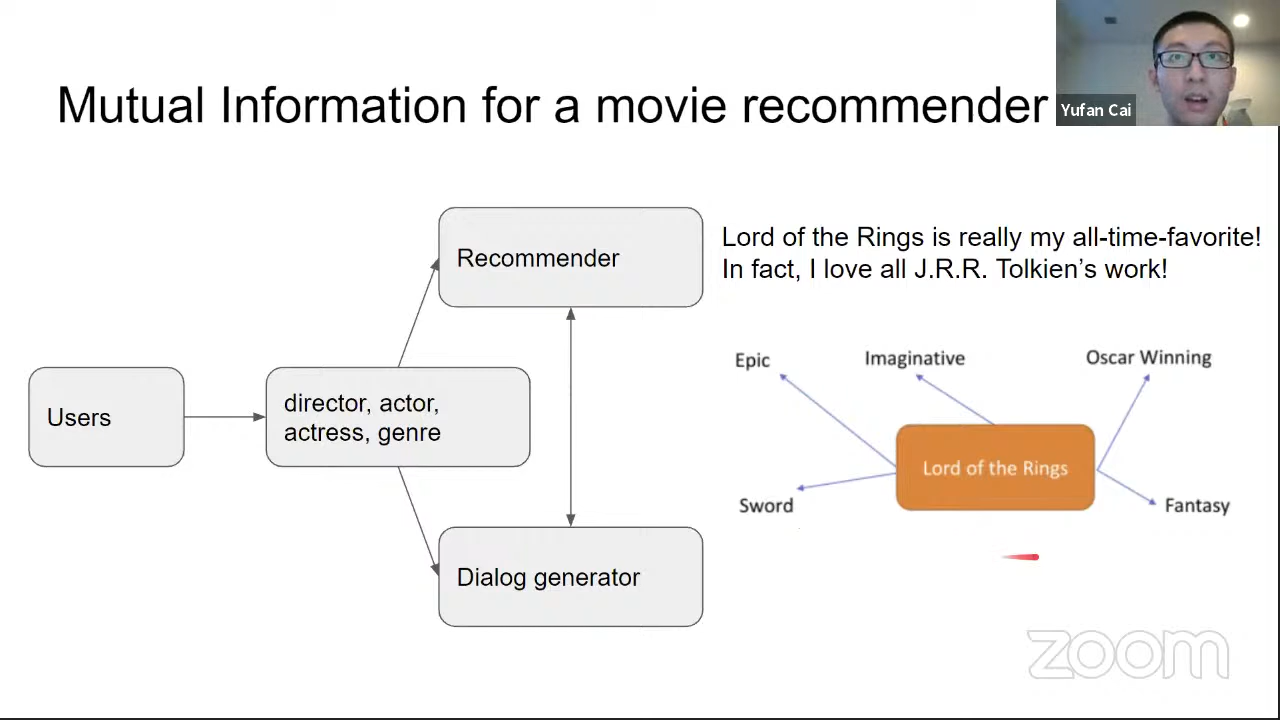 Mutual Information for a movie recommender
Yufan Cai
Recommender
Lord of the Rings is really my all-time-favorite!
In fact, I love all J.R.R. Tolkien’s work!
Users
director, actor,
actress, genre
Dialog generator
Epic
Imaginative
Oscar Winning
Lord of the Rings
Sword
Fantasy
zoom